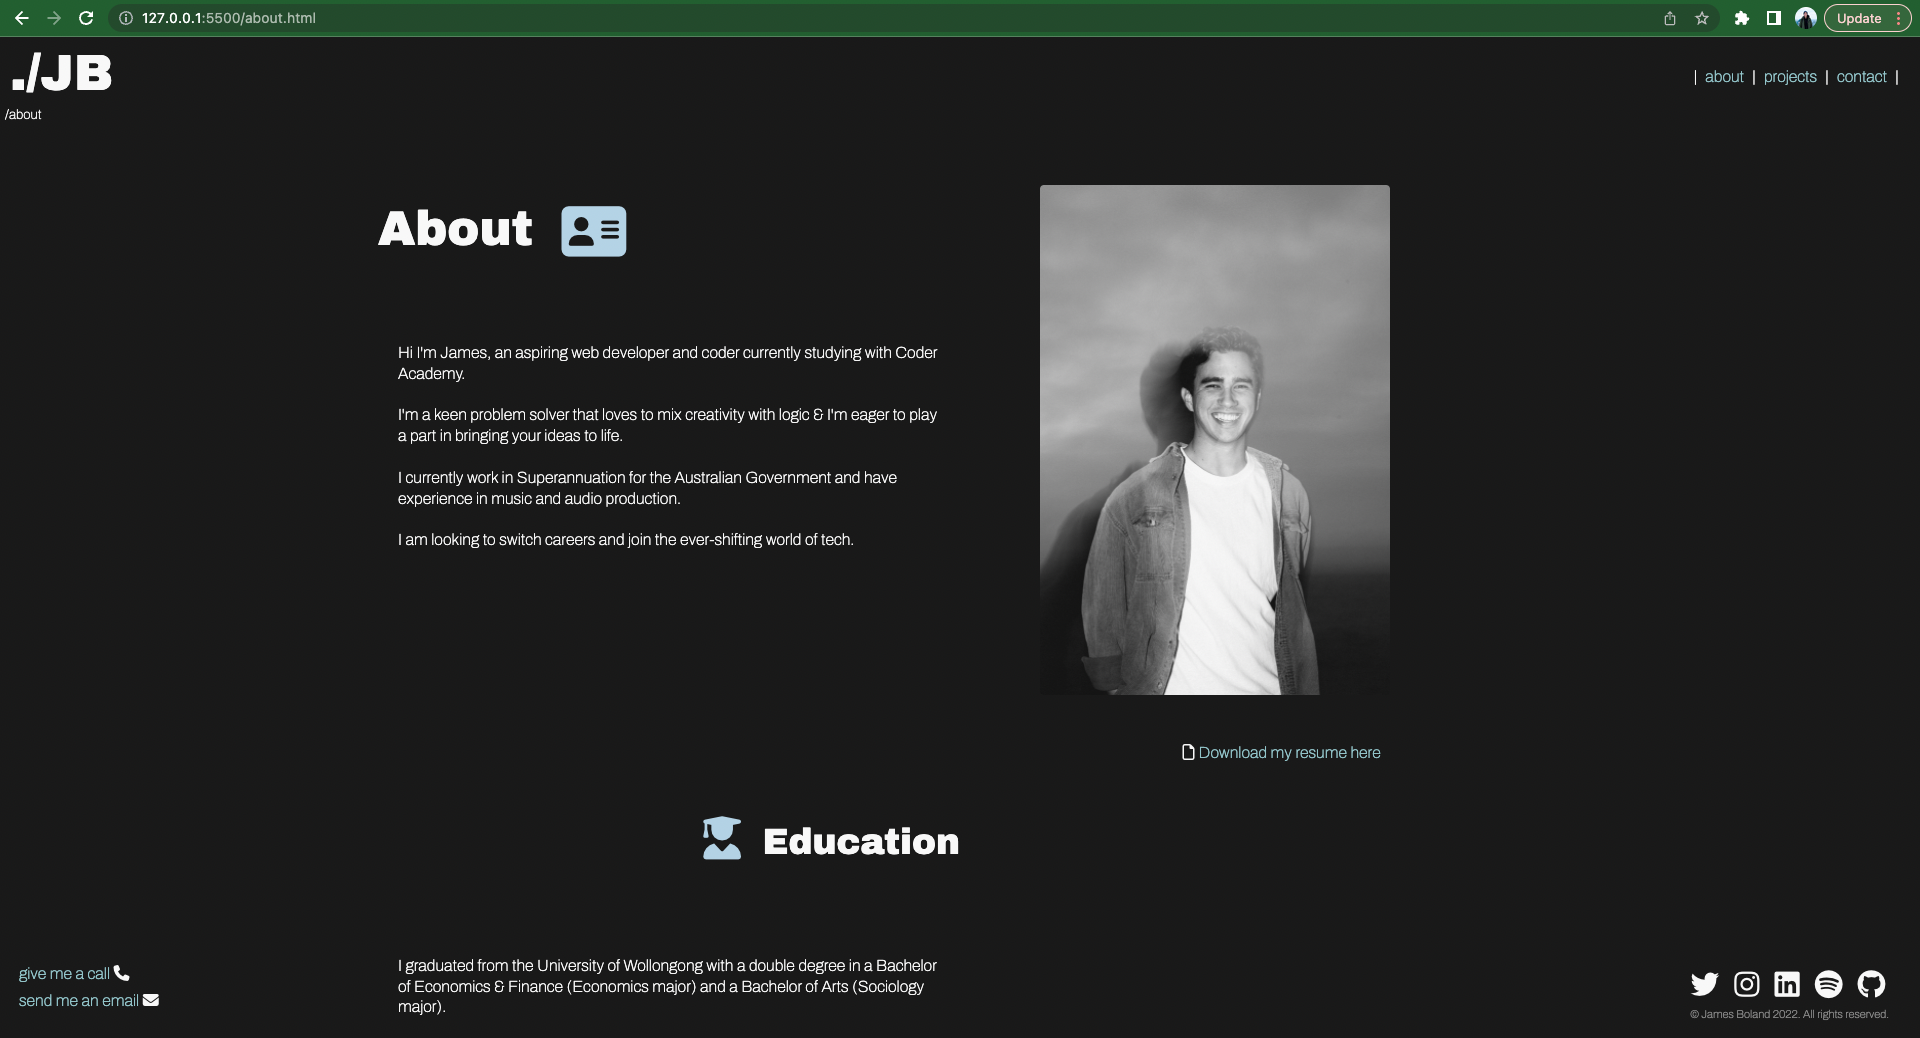 127.0.0.1:5500/about.html
Update
./JB
| about | projects | contact |
/about
About
Hi I'm James, an aspiring web developer and coder currently studying with Coder
Academy.
I'm a keen problem solver that loves to mix creativity with logic & I'm eager to play
a part in bringing your ideas to life.
I currently work in Superannuation for the Australian Government and have
experience in music and audio production.
I am looking to switch careers and join the ever-shifting world of tech.
Download my resume here
Education
I graduated from the University of Wollongong with a double degree in a Bachelor
of Economics & Finance (Economics major) and a Bachelor of Arts (Sociology
major).
give me a call
send me an email
© James Boland 2022. All rights reserved.